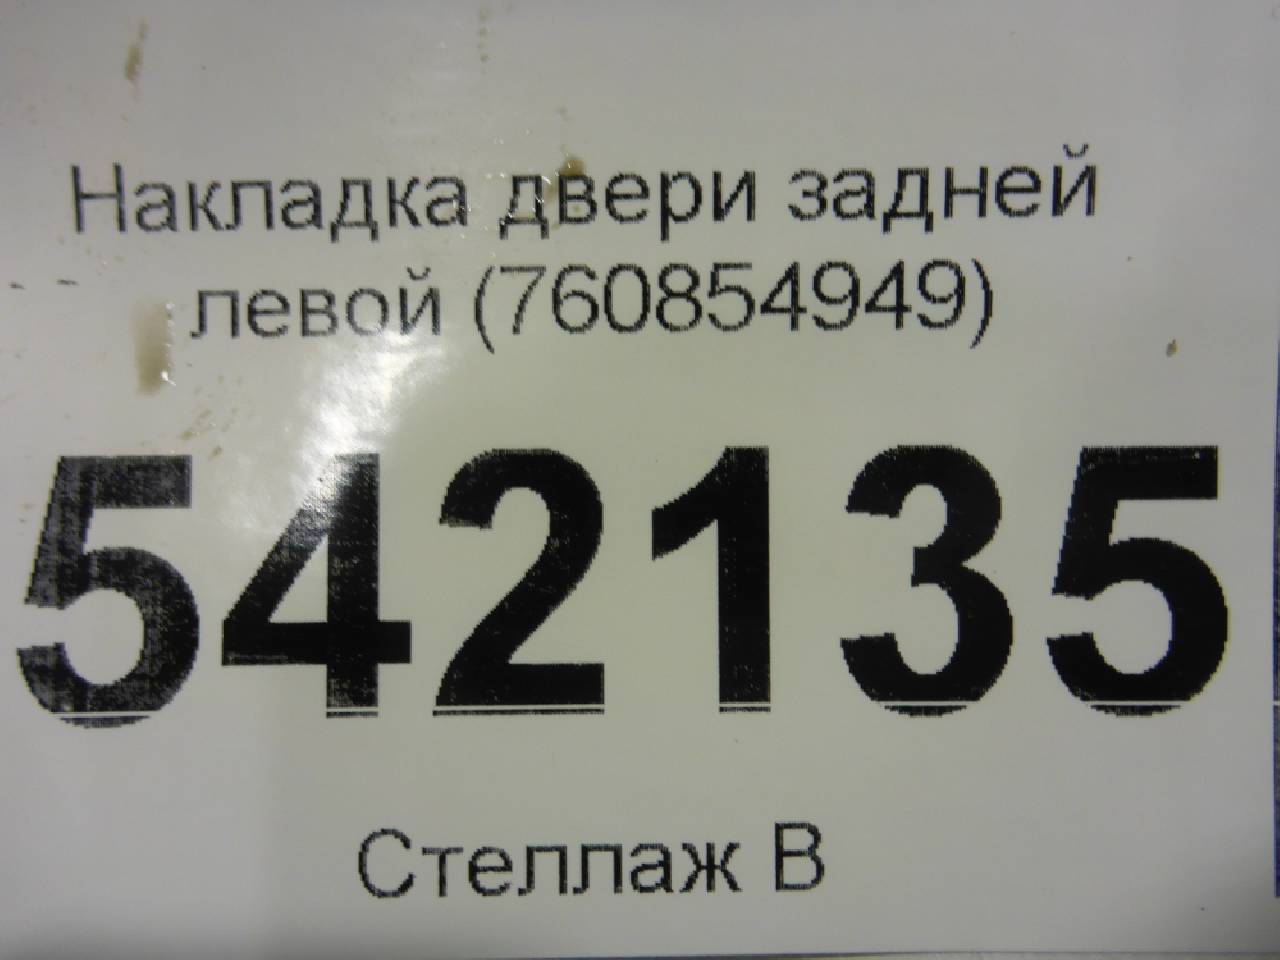 Накладка двери задней
левой (760854949)
542135
Стеллаж В